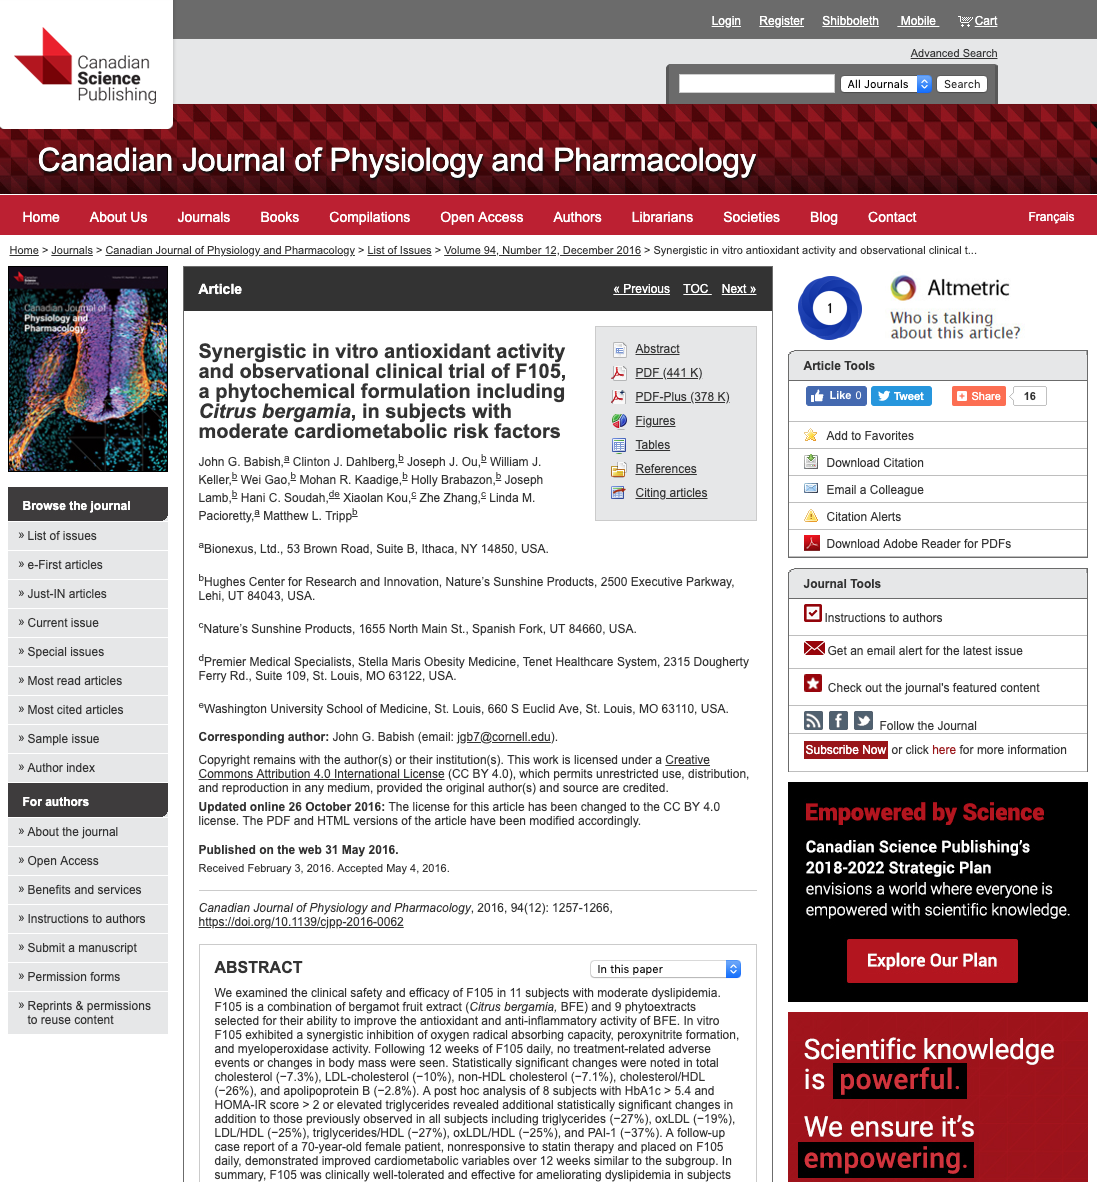 Login Register Shibboleth Mobile Cart
Canadian
Science
Publishing
Advanced Search
All Journals Search
Canadian Journal of Physiology and Pharmacology
Home About Us Journals Books Compilations Open Access Authors Librarians Societies Blog Contact Français
Home > Journals > Canadian Journal of Physiology and Pharmacology > List of Issues > Volume 94, Number 12, December 2016 > Synergistic in vitro antioxidant activity and observational clinical t...
Canadian
Science
Publishing
Canadian Journal of
Physiology and
Pharmacology
Browse the journal
» List of issues
» e-First articles
» Just-IN articles
» Current issue
» Special issues
» Most read articles
» Most cited articles
» Sample issue
» Author index
For authors
» About the journal
» Open Access
» Benefits and services
» Instructions to authors
» Submit a manuscript
» Permission forms
» Reprints & permissions
to reuse content
Article « Previous TOC Next »
Synergistic in vitro antioxidant activity
and observational clinical trial of F105,
a phytochemical formulation including
Citrus bergamia, in subjects with
moderate cardiometabolic risk factors
Abstract
PDF (441 K)
PDF-Plus (378 K)
Figures
Tables
References
Citing articles
John G. Babish,a Clinton J. Dahlberg,b Joseph J. Ou,b William J.
Keller,b Wei Gao,b Mohan R. Kaadige,b Holly Brabazon,b Joseph
Lamb,b Hani C. Soudah,de Xiaolan Kou,c Zhe Zhang,c Linda M.
Pacioretty,a Matthew L. Trippb
aBionexus, Ltd., 53 Brown Road, Suite B, Ithaca, NY 14850, USA.
bHughes Center for Research and Innovation, Nature's Sunshine Products, 2500 Executive Parkway,
Lehi, UT 84043, USA.
cNature's Sunshine Products, 1655 North Main St., Spanish Fork, UT 84660, USA.
dPremier Medical Specialists, Stella Maris Obesity Medicine, Tenet Healthcare System, 2315 Dougherty
Ferry Rd., Suite 109, St. Louis, MO 63122, USA.
eWashington University School of Medicine, St. Louis, 660 S Euclid Ave, St. Louis, MO 63110, USA.
Corresponding author: John G. Babish (email: jgb7@cornell.edu).
Copyright remains with the author(s) or their institution(s). This work is licensed under a Creative
Commons Attribution 4.0 International License (CC BY 4.0), which permits unrestricted use, distribution,
and reproduction in any medium, provided the original author(s) and source are credited.
Updated online 26 October 2016: The license for this article has been changed to the CC BY 4.0
license. The PDF and HTML versions of the article have been modified accordingly.
Published on the web 31 May 2016.
Received February 3, 2016. Accepted May 4, 2016.
Canadian Journal of Physiology and Pharmacology, 2016, 94(12): 1257-1266,
https://doi.org/10.1139/cjpp-2016-0062
ABSTRACT In this paper
We examined the clinical safety and efficacy of F105 in 11 subjects with moderate dyslipidemia.
F105 is a combination of bergamot fruit extract (Citrus bergamia, BFE) and 9 phytoextracts
selected for their ability to improve the antioxidant and anti-inflammatory activity of BFE. In vitro
F105 exhibited a synergistic inhibition of oxygen radical absorbing capacity, peroxynitrite formation,
and myeloperoxidase activity. Following 12 weeks of F105 daily, no treatment-related adverse
events or changes in body mass were seen. Statistically significant changes were noted in total
cholesterol (−7.3%), LDL-cholesterol (−10%), non-HDL cholesterol (−7.1%), cholesterol/HDL
(−26%), and apolipoprotein B (−2.8%). A post hoc analysis of 8 subjects with HbA1c > 5.4 and
HOMA-IR score > 2 or elevated triglycerides revealed additional statistically significant changes in
addition to those previously observed in all subjects including triglycerides (−27%), oxLDL (−19%),
LDL/HDL (−25%), triglycerides/HDL (−27%), oxLDL/HDL (−25%), and PAI-1 (−37%). A follow-up
case report of a 70-year-old female patient, nonresponsive to statin therapy and placed on F105
daily, demonstrated improved cardiometabolic variables over 12 weeks similar to the subgroup. In
summary, F105 was clinically well-tolerated and effective for ameliorating dyslipidemia in subjects
1
Altmetric
Who is talking
about this article?
Article Tools
Like 0 Tweet Share 16
Add to Favorites
Download Citation
Email a Colleague
Citation Alerts
Download Adobe Reader for PDFs
Journal Tools
Instructions to authors
Get an email alert for the latest issue
Check out the journal's featured content
Follow the Journal
Subscribe Now or click here for more information
Empowered by Science
Canadian Science Publishing's
2018-2022 Strategic Plan
envisions a world where everyone is
empowered with scientific knowledge.
Explore Our Plan
Scientific knowledge
is powerful.
We ensure it's
empowering.